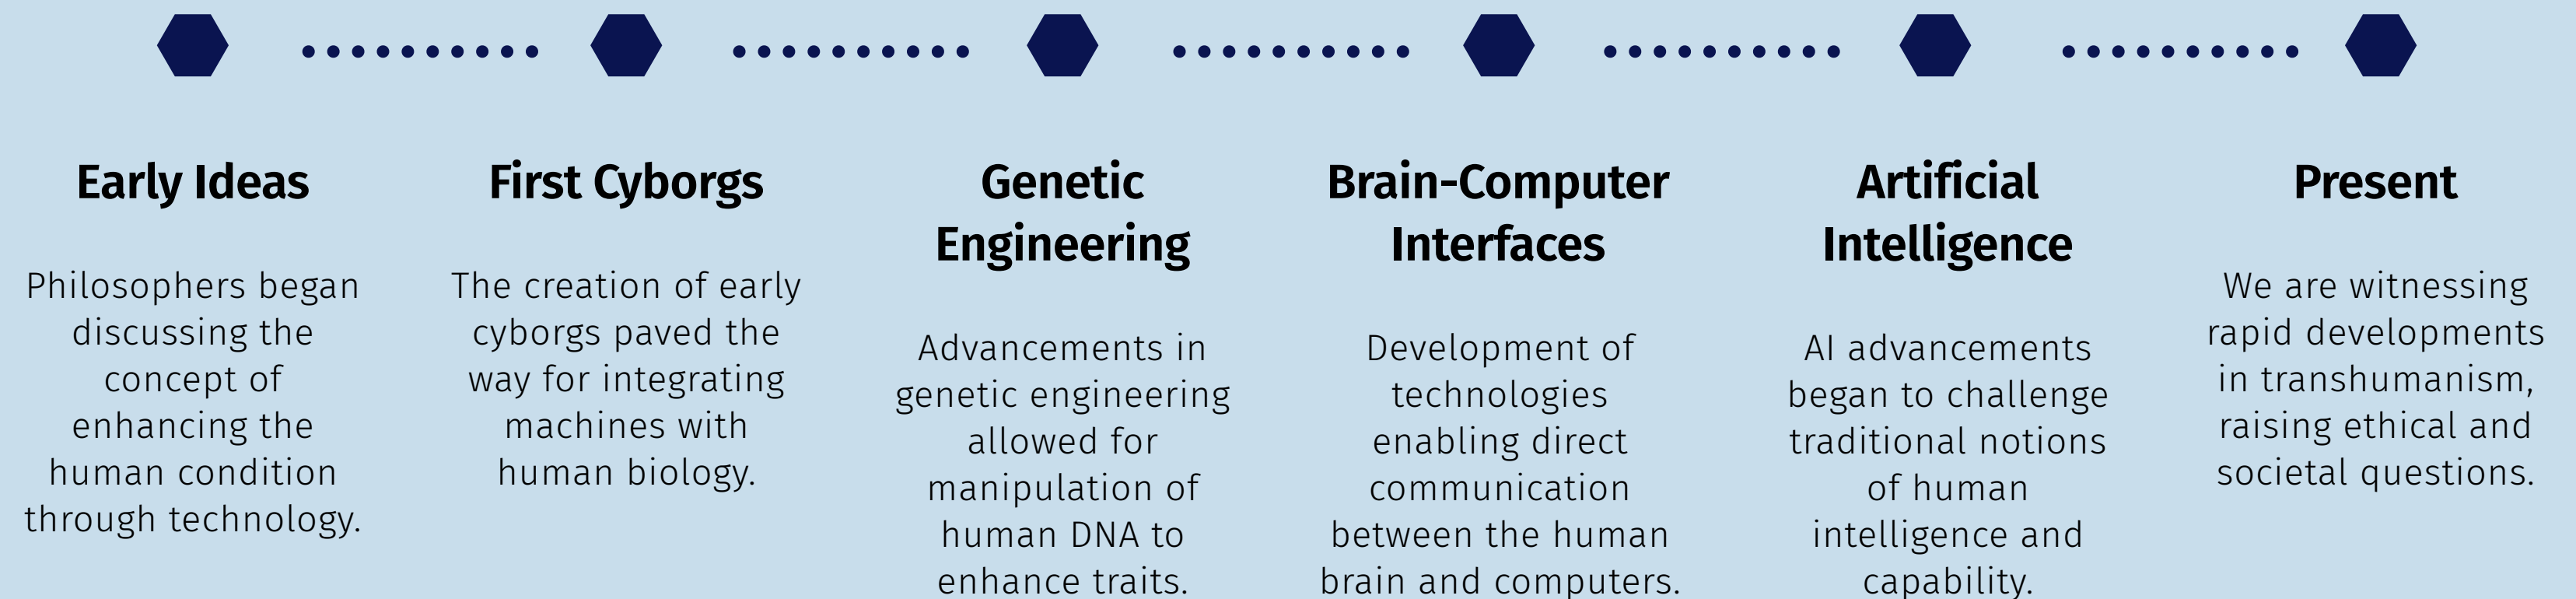 Early Ideas
Philosophers began
discussing the
concept of
enhancing the
human condition
through technology.
First Cyborgs
The creation of early
cyborgs paved the
way for integrating
machines with
human biology.
Genetic
Engineering
Advancements in
genetic engineering
allowed for
manipulation of
human DNA to
enhance traits.
Brain-Computer
Interfaces
Development of
technologies
enabling direct
communication
between the human
brain and computers.
Artificial
Intelligence
AI advancements
began to challenge
traditional notions
of human
intelligence and
capability.
Present
We are witnessing
rapid developments
in transhumanism,
raising ethical and
societal questions.